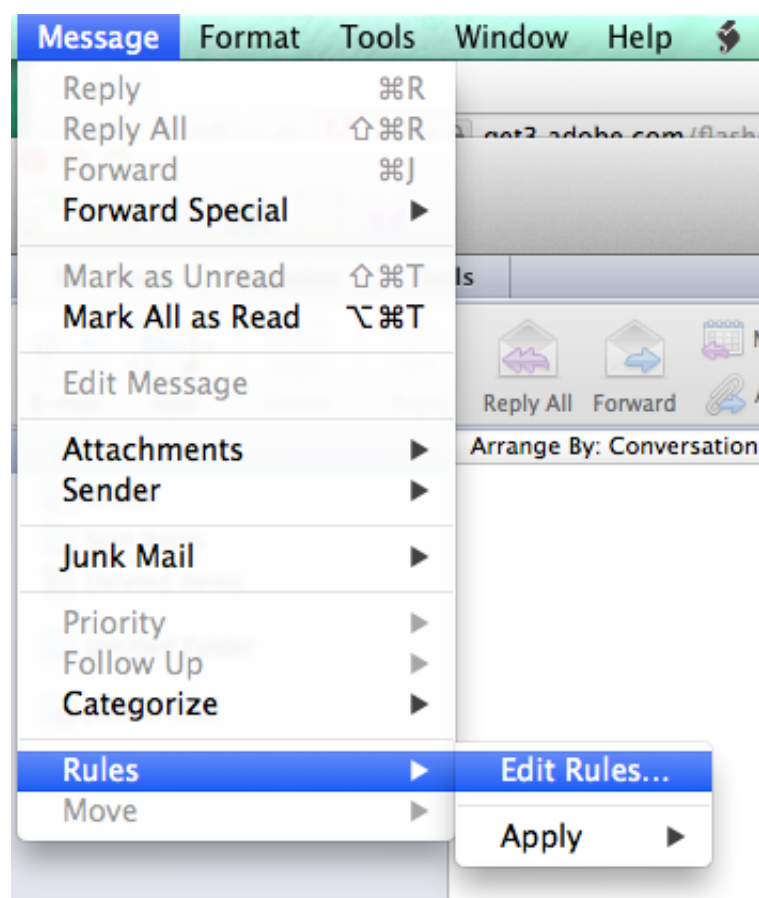 Message Format Tools Window Help
Reply ⌘R
Reply All ⇧⌘R
get3.adobe.com/flash
Forward ⌘J
Forward Special ▶
Mark as Unread ⇧⌘T
ls
Mark All as Read ⌥⌘T
Edit Message
Reply All Forward
Attachments ▶
Arrange By: Conversation
Sender ▶
Junk Mail ▶
Priority ▶
Follow Up ▶
Categorize ▶
Rules ▶
Edit Rules...
Move ▶
Apply ▶